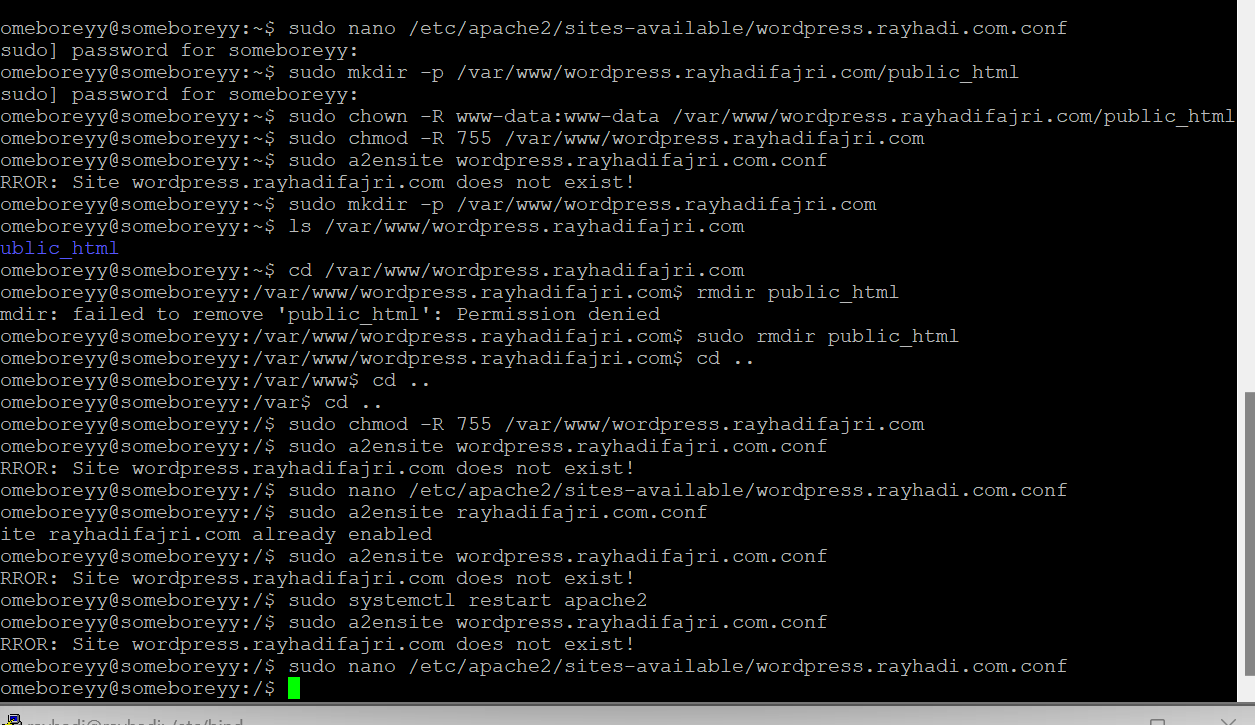 omeboreyy@someboreyy:~$ sudo nano /etc/apache2/sites-available/wordpress.rayhadi.com.conf
sudo] password for someboreyy:
omeboreyy@someboreyy:~$ sudo mkdir -p /var/www/wordpress.rayhadifajri.com/public_html
sudo] password for someboreyy:
omeboreyy@someboreyy:~$ sudo chown -R www-data:www-data /var/www/wordpress.rayhadifajri.com/public_html
omeboreyy@someboreyy:~$ sudo chmod -R 755 /var/www/wordpress.rayhadifajri.com
omeboreyy@someboreyy:~$ sudo a2ensite wordpress.rayhadifajri.com.conf
RROR: Site wordpress.rayhadifajri.com does not exist!
omeboreyy@someboreyy:~$ sudo mkdir -p /var/www/wordpress.rayhadifajri.com
omeboreyy@someboreyy:~$ ls /var/www/wordpress.rayhadifajri.com
ublic_html
omeboreyy@someboreyy:~$ cd /var/www/wordpress.rayhadifajri.com
omeboreyy@someboreyy:/var/www/wordpress.rayhadifajri.com$ rmdir public_html
mdir: failed to remove 'public_html': Permission denied
omeboreyy@someboreyy:/var/www/wordpress.rayhadifajri.com$ sudo rmdir public_html
omeboreyy@someboreyy:/var/www/wordpress.rayhadifajri.com$ cd ..
omeboreyy@someboreyy:/var/www$ cd ..
omeboreyy@someboreyy:/var$ cd ..
omeboreyy@someboreyy:/$ sudo chmod -R 755 /var/www/wordpress.rayhadifajri.com
omeboreyy@someboreyy:/$ sudo a2ensite wordpress.rayhadifajri.com.conf
RROR: Site wordpress.rayhadifajri.com does not exist!
omeboreyy@someboreyy:/$ sudo nano /etc/apache2/sites-available/wordpress.rayhadi.com.conf
omeboreyy@someboreyy:/$ sudo a2ensite rayhadifajri.com.conf
ite rayhadifajri.com already enabled
omeboreyy@someboreyy:/$ sudo a2ensite wordpress.rayhadifajri.com.conf
RROR: Site wordpress.rayhadifajri.com does not exist!
omeboreyy@someboreyy:/$ sudo systemctl restart apache2
omeboreyy@someboreyy:/$ sudo a2ensite wordpress.rayhadifajri.com.conf
RROR: Site wordpress.rayhadifajri.com does not exist!
omeboreyy@someboreyy:/$ sudo nano /etc/apache2/sites-available/wordpress.rayhadi.com.conf
omeboreyy@someboreyy:/$
rayhadi@rayhadi: /etc/bind